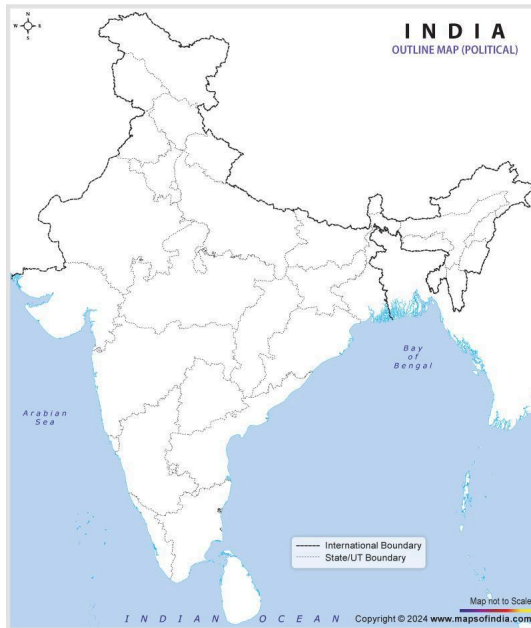 N
W E
S
I N D I A
OUTLINE MAP (POLITICAL)
Bay
of
Bengal
Arabian
Sea
International Boundary
State/UT Boundary
Map not to Scale
I N D I A N O C E A N
Copyright © 2024 www.mapsofindia.com